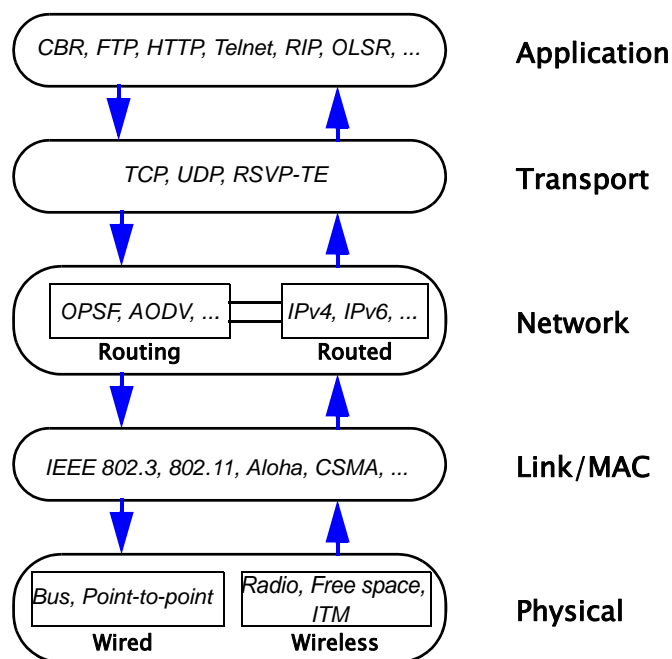 CBR, FTP, HTTP, Telnet, RIP, OLSR, ...
Application
TCP, UDP, RSVP-TE
Transport
OPSF, AODV, ...
IPv4, IPv6, ...
Routing
Routed
Network
IEEE 802.3, 802.11, Aloha, CSMA, ...
Link/MAC
Bus, Point-to-point
Radio, Free space,
ITM
Wired
Wireless
Physical